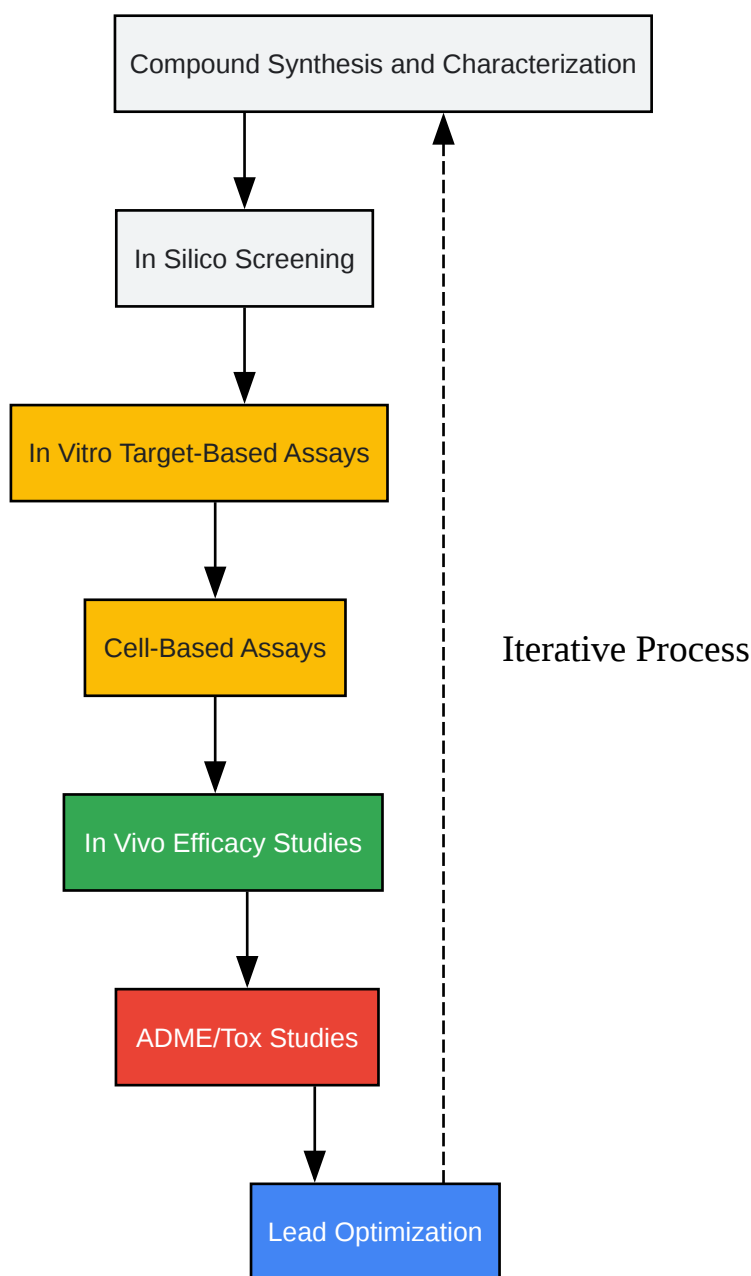 Compound Synthesis and Characterization
In Silico Screening
In Vitro Target-Based Assays
Cell-Based Assays
Iterative Process
In Vivo Efficacy Studies
ADME/Tox Studies
Lead Optimization